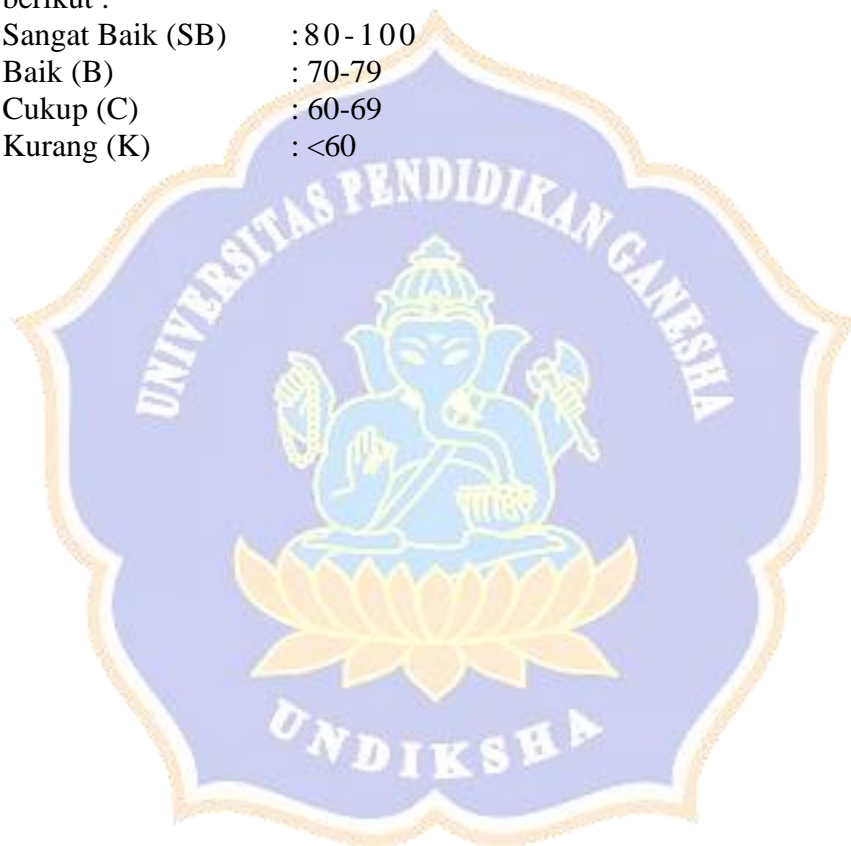 berikut :
Sangat Baik (SB) :80-100
Baik (B) : 70-79
Cukup (C) : 60-69
Kurang (K) : <60
UNIVERSITAS PENDIDIKAN GANESHA
UNDIKSHA